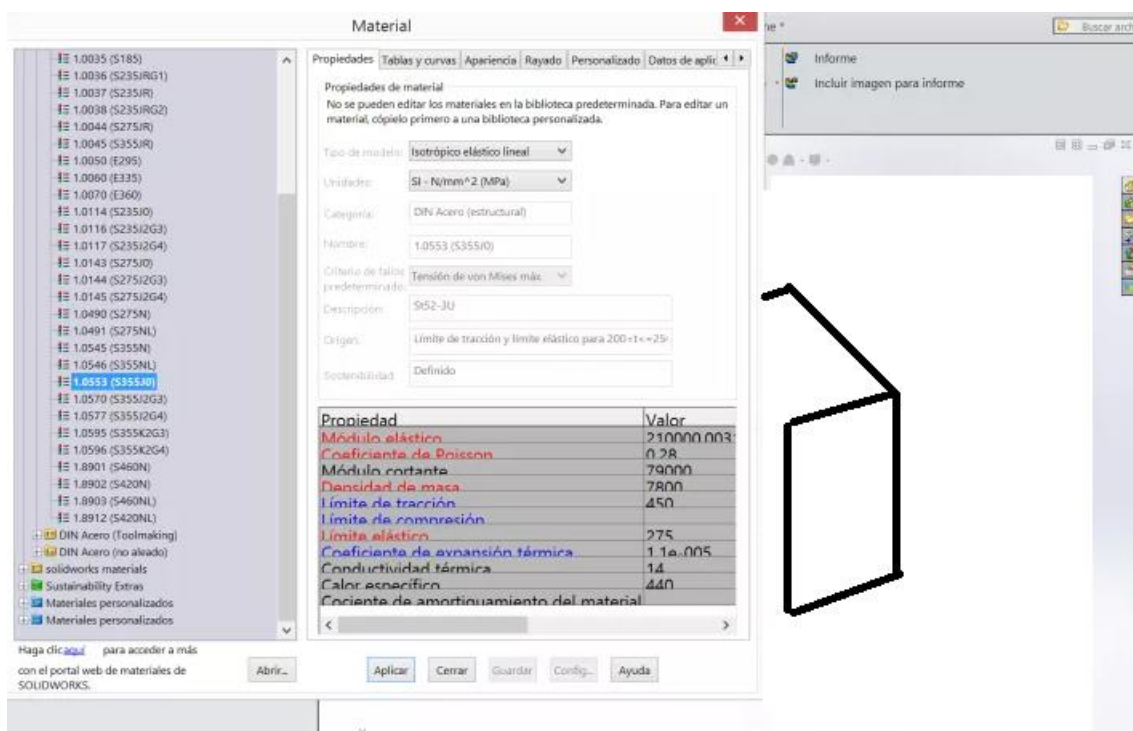 Material
he *
Buscar arch
1.0035 (S185)
1.0036 (S235JRG1)
1.0037 (S235JR)
1.0038 (S235JRG2)
1.0044 (S275JR)
1.0045 (S355JR)
1.0050 (E295)
1.0060 (E335)
1.0070 (E360)
1.0114 (S235J0)
1.0116 (S235J2G3)
1.0117 (S235J2G4)
1.0143 (S275J0)
1.0144 (S275J2G3)
1.0145 (S275J2G4)
1.0490 (S275N)
1.0491 (S275NL)
1.0545 (S355N)
1.0546 (S355NL)
1.0553 (S355J0)
1.0570 (S355J2G3)
1.0577 (S355J2G4)
1.0595 (S355K2G3)
1.0596 (S355K2G4)
1.8901 (S460N)
1.8902 (S420N)
1.8903 (S460NL)
1.8912 (S420NL)
DIN Acero (Toolmaking)
DIN Acero (no aleado)
solidworks materials
Sustainability Extras
Materiales personalizados
Materiales personalizados
Haga clic aquí para acceder a más
con el portal web de materiales de
SOLIDWORKS.
Abrir...
Propiedades Tablas y curvas Apariencia Rayado Personalizado Datos de aplic
Propiedades de material
No se pueden editar los materiales en la biblioteca predeterminada. Para editar un
material, cópielo primero a una biblioteca personalizada.
Tipo de modelo: Isotrópico elástico lineal
Unidades: SI - N/mm^2 (MPa)
Categoría: DIN Acero (estructural)
Nombre: 1.0553 (S355J0)
Criterio de fallos predeterminado: Tensión de von Mises máx.
Descripción: St52-3U
Origen: Límite de tracción y límite elástico para 200<t<=25
Sostenibilidad: Definido
Propiedad Valor
Módulo elástico 210000.0031
Coeficiente de Poisson 0.28
Módulo cortante 79000
Densidad de masa 7800
Límite de tracción 450
Límite de compresión
Límite elástico 275
Coeficiente de expansión térmica 1.1e-005
Conductividad térmica 14
Calor específico 440
Cociente de amortiguamiento del material
Aplicar Cerrar Guardar Config... Ayuda
Informe
Incluir imagen para informe